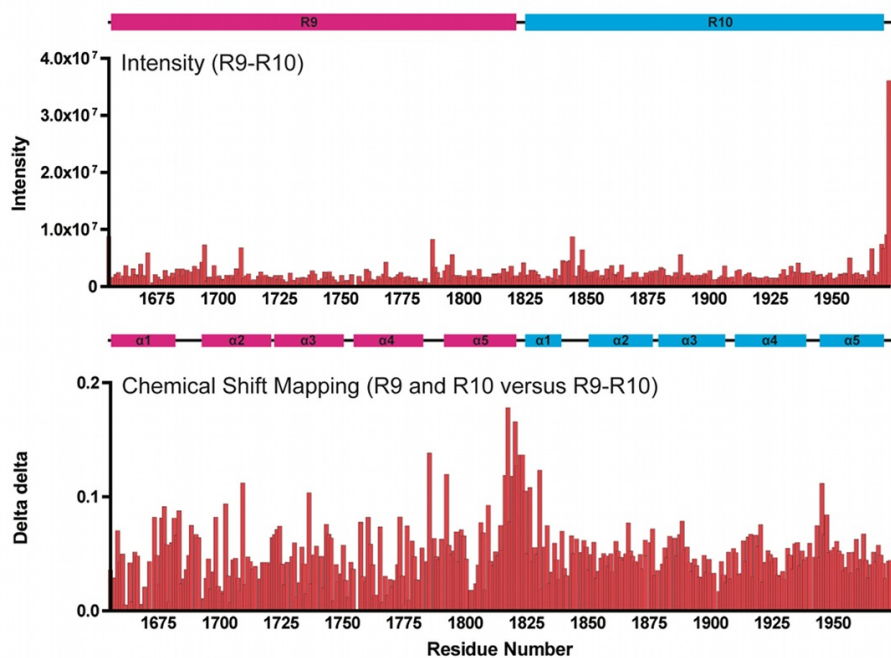 R9 R10
Intensity (R9-R10)
4.0x10⁷
3.0x10⁷
2.0x10⁷
1.0x10⁷
0
Intensity
1675 1700 1725 1750 1775 1800 1825 1850 1875 1900 1925 1950
α1 α2 α3 α4 α5 α1 α2 α3 α4 α5
Chemical Shift Mapping (R9 and R10 versus R9-R10)
0.2
0.1
0.0
Delta delta
1675 1700 1725 1750 1775 1800 1825 1850 1875 1900 1925 1950
Residue Number